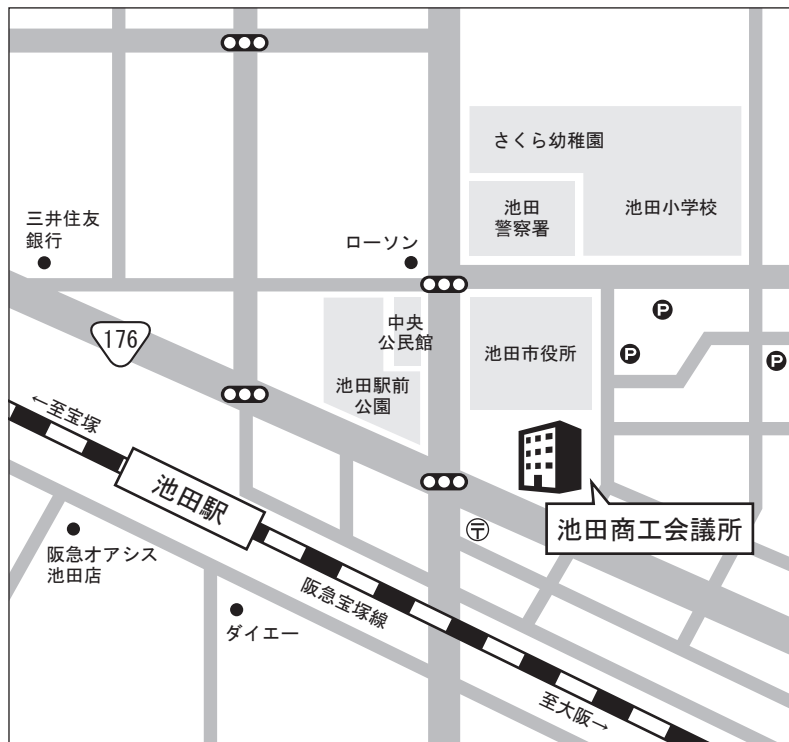 さくら幼稚園
池田
警察署
池田小学校
三井住友
銀行
ローソン
176
中央
公民館
池田市役所
池田駅前
公園
P
P
P
←至宝塚
池田駅
〒
池田商工会議所
阪急オアシス
池田店
阪急宝塚線
ダイエー
至大阪→